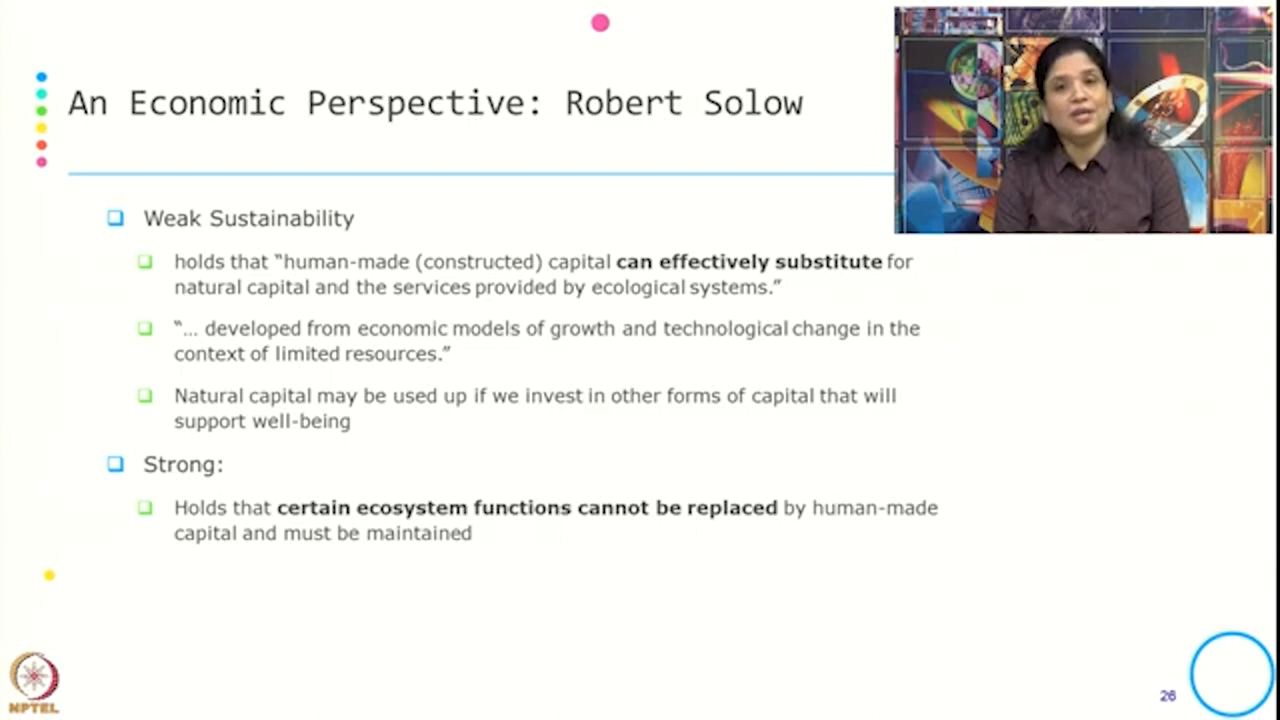 An Economic Perspective: Robert Solow
Weak Sustainability
holds that “human-made (constructed) capital can effectively substitute for
natural capital and the services provided by ecological systems.”
“... developed from economic models of growth and technological change in the
context of limited resources.”
Natural capital may be used up if we invest in other forms of capital that will
support well-being
Strong:
Holds that certain ecosystem functions cannot be replaced by human-made
capital and must be maintained
NPTEL
26